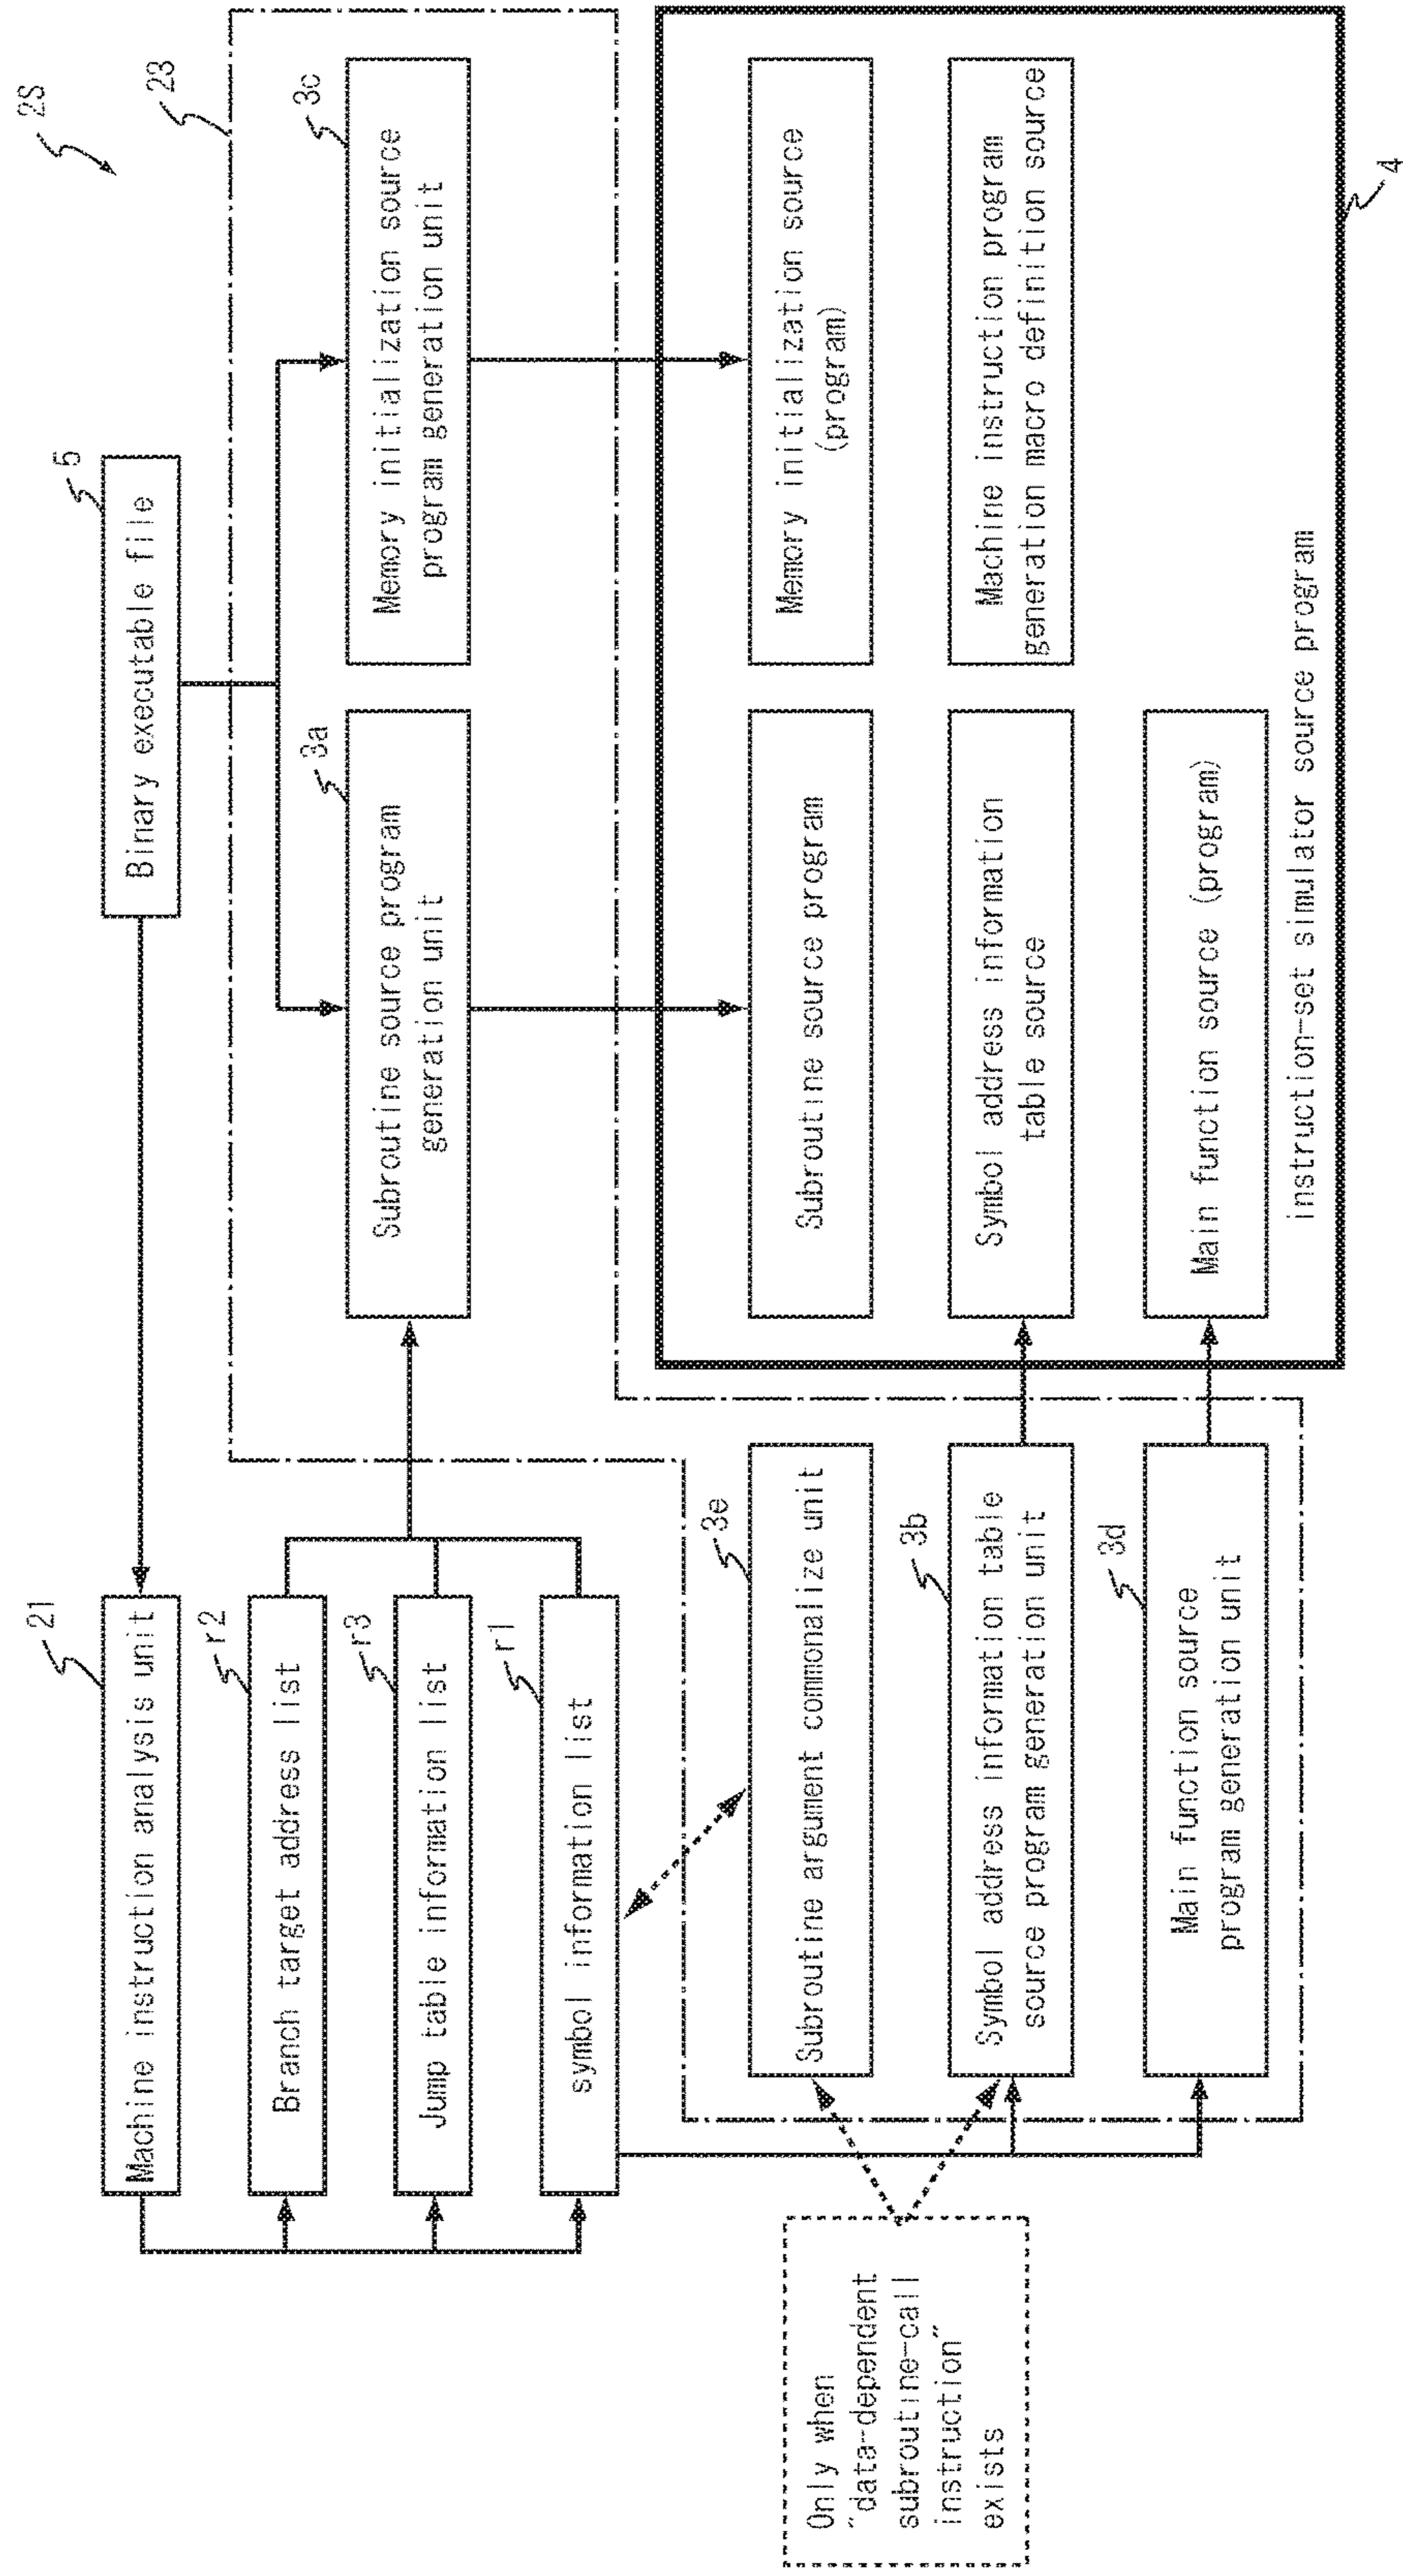 2S
Binary executable file
5
23
Machine instruction analysis unit
21
Branch target address list
r2
Jump table information list
r3
symbol information list
r1
Subroutine source program
generation unit
3a
Memory initialization source
program generation unit
3c
Only when
"data-dependent
subroutine-call
instruction"
exists
Subroutine argument commonalize unit
3e
Symbol address information table
source program generation unit
3b
Main function source
program generation unit
3d
Subroutine source program
Memory initialization source
(program)
Symbol address information
table source
Machine instruction program
generation macro definition source
Main function source (program)
instruction-set simulator source program
4